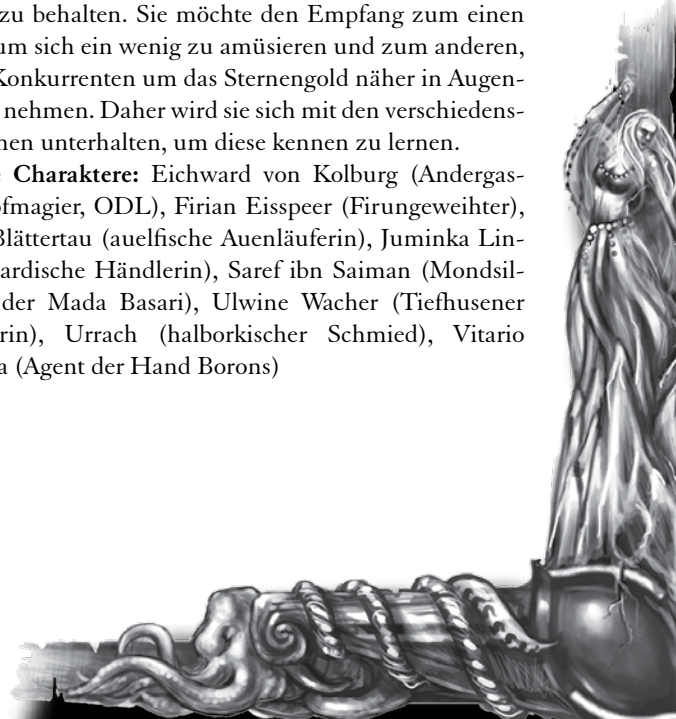 zu behalten. Sie möchte den Empfang zum einen
um sich ein wenig zu amüsieren und zum anderen,
Konkurrenten um das Sternengold näher in Augen-
nehmen. Daher wird sie sich mit den verschiedens-
nen unterhalten, um diese kennen zu lernen.
Charaktere: Eichward von Kolburg (Andergas-
ofmagier, ODL), Firian Eisspeer (Firungeweihter),
Blättertau (auelfische Auenläuferin), Juminka Lin-
ardische Händlerin), Saref ibn Saiman (Mondsil-
der Mada Basari), Ulwine Wacher (Tiefhusener
rin), Urrach (halborkischer Schmied), Vitario
a (Agent der Hand Borons)